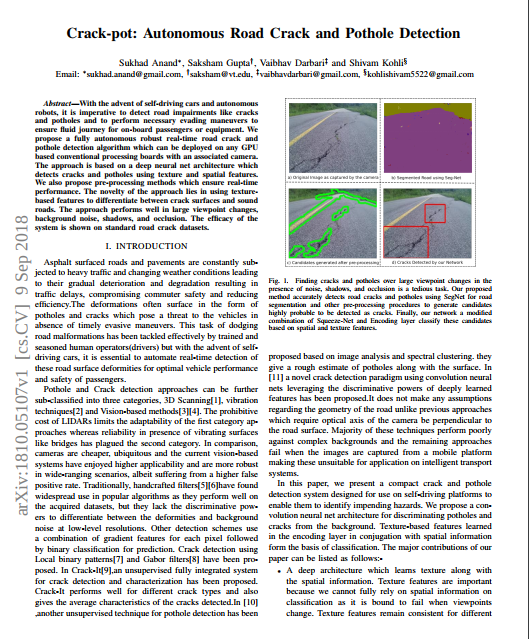 Crack-pot: Autonomous Road Crack and Pothole Detection
Sukhad Anand*, Saksham Gupta†, Vaibhav Darbari‡ and Shivam Kohli§
Email: *sukhad.anand@gmail.com, †saksham@vt.edu, ‡vaibhavdarbari@gmail.com, §kohlishivam5522@gmail.com
Abstract—With the advent of self-driving cars and autonomous
robots, it is imperative to detect road impairments like cracks
and potholes and to perform necessary evading maneuvers to
ensure fluid journey for on-board passengers or equipment. We
propose a fully autonomous robust real-time road crack and
pothole detection algorithm which can be deployed on any GPU
based conventional processing boards with an associated camera.
The approach is based on a deep neural net architecture which
detects cracks and potholes using texture and spatial features.
We also propose pre-processing methods which ensure real-time
performance. The novelty of the approach lies in using texture-
based features to differentiate between crack surfaces and sound
roads. The approach performs well in large viewpoint changes,
background noise, shadows, and occlusion. The efficacy of the
system is shown on standard road crack datasets.
I. INTRODUCTION
Asphalt surfaced roads and pavements are constantly sub-
jected to heavy traffic and changing weather conditions leading
to their gradual deterioration and degradation resulting in
traffic delays, compromising commuter safety and reducing
efficiency.The deformations often surface in the form of
potholes and cracks which pose a threat to the vehicles in
absence of timely evasive maneuvers. This task of dodging
road malformations has been tackled effectively by trained and
seasoned human operators(drivers) but with the advent of self-
driving cars, it is essential to automate real-time detection of
these road surface deformities for optimal vehicle performance
and safety of passengers.
Pothole and Crack detection approaches can be further
sub-classified into three categories, 3D Scanning[1], vibration
techniques[2] and Vision-based methods[3][4]. The prohibitive
cost of LIDARs limits the adaptability of the first category ap-
proaches whereas reliability in presence of vibrating surfaces
like bridges has plagued the second category. In comparison,
cameras are cheaper, ubiquitous and the current vision-based
systems have enjoyed higher applicability and are more robust
in wide-ranging scenarios, albeit suffering from a higher false
positive rate. Traditionally, handcrafted filters[5][6]have found
widespread use in popular algorithms as they perform well on
the acquired datasets, but they lack the discriminative pow-
ers to differentiate between the deformities and background
noise at low-level resolutions. Other detection schemes use
a combination of gradient features for each pixel followed
by binary classification for prediction. Crack detection using
Local binary patterns[7] and Gabor filters[8] have been pro-
posed. In Crack-It[9],an unsupervised fully integrated system
for crack detection and characterization has been proposed.
Crack-It performs well for different crack types and also
gives the average characteristics of the cracks detected.In [10]
,another unsupervised technique for pothole detection has been
a) Original Image as captured by the camera
b) Segmented Road using Seg-Net
c) Candidates generated after pre-processing
d) Cracks Detected by our Network
Fig. 1. Finding cracks and potholes over large viewpoint changes in the
presence of noise, shadows, and occlusion is a tedious task. Our proposed
method accurately detects road cracks and potholes using SegNet for road
segmentation and other pre-processing procedures to generate candidates
highly probable to be detected as cracks. Finally, our network a modified
combination of Squeeze-Net and Encoding layer classify these candidates
based on spatial and texture features.
proposed based on image analysis and spectral clustering, they
give a rough estimate of potholes along with the surface. In
[11] a novel crack detection paradigm using convolution neural
nets leveraging the discriminative powers of deeply learned
features has been proposed.It does not make any assumptions
regarding the geometry of the road unlike previous approaches
which require optical axis of the camera be perpendicular to
the road surface. Majority of these techniques perform poorly
against complex backgrounds and the remaining approaches
fail when the images are captured from a mobile platform
making these unsuitable for application on intelligent transport
systems.
In this paper, we present a compact crack and pothole
detection system designed for use on self-driving platforms to
enable them to identify impending hazards. We propose a con-
volution neural net architecture for discriminating potholes and
cracks from the background. Texture-based features learned
in the encoding layer in conjugation with spatial information
form the basis of classification. The major contributions of our
paper can be listed as follows:-
• A deep architecture which learns texture along with
the spatial information. Texture features are important
because we cannot fully rely on spatial information on
classification as it is bound to fail when viewpoints
change. Texture features remain consistent for different
arXiv:1810.05107v1 [cs.CV] 9 Sep 2018